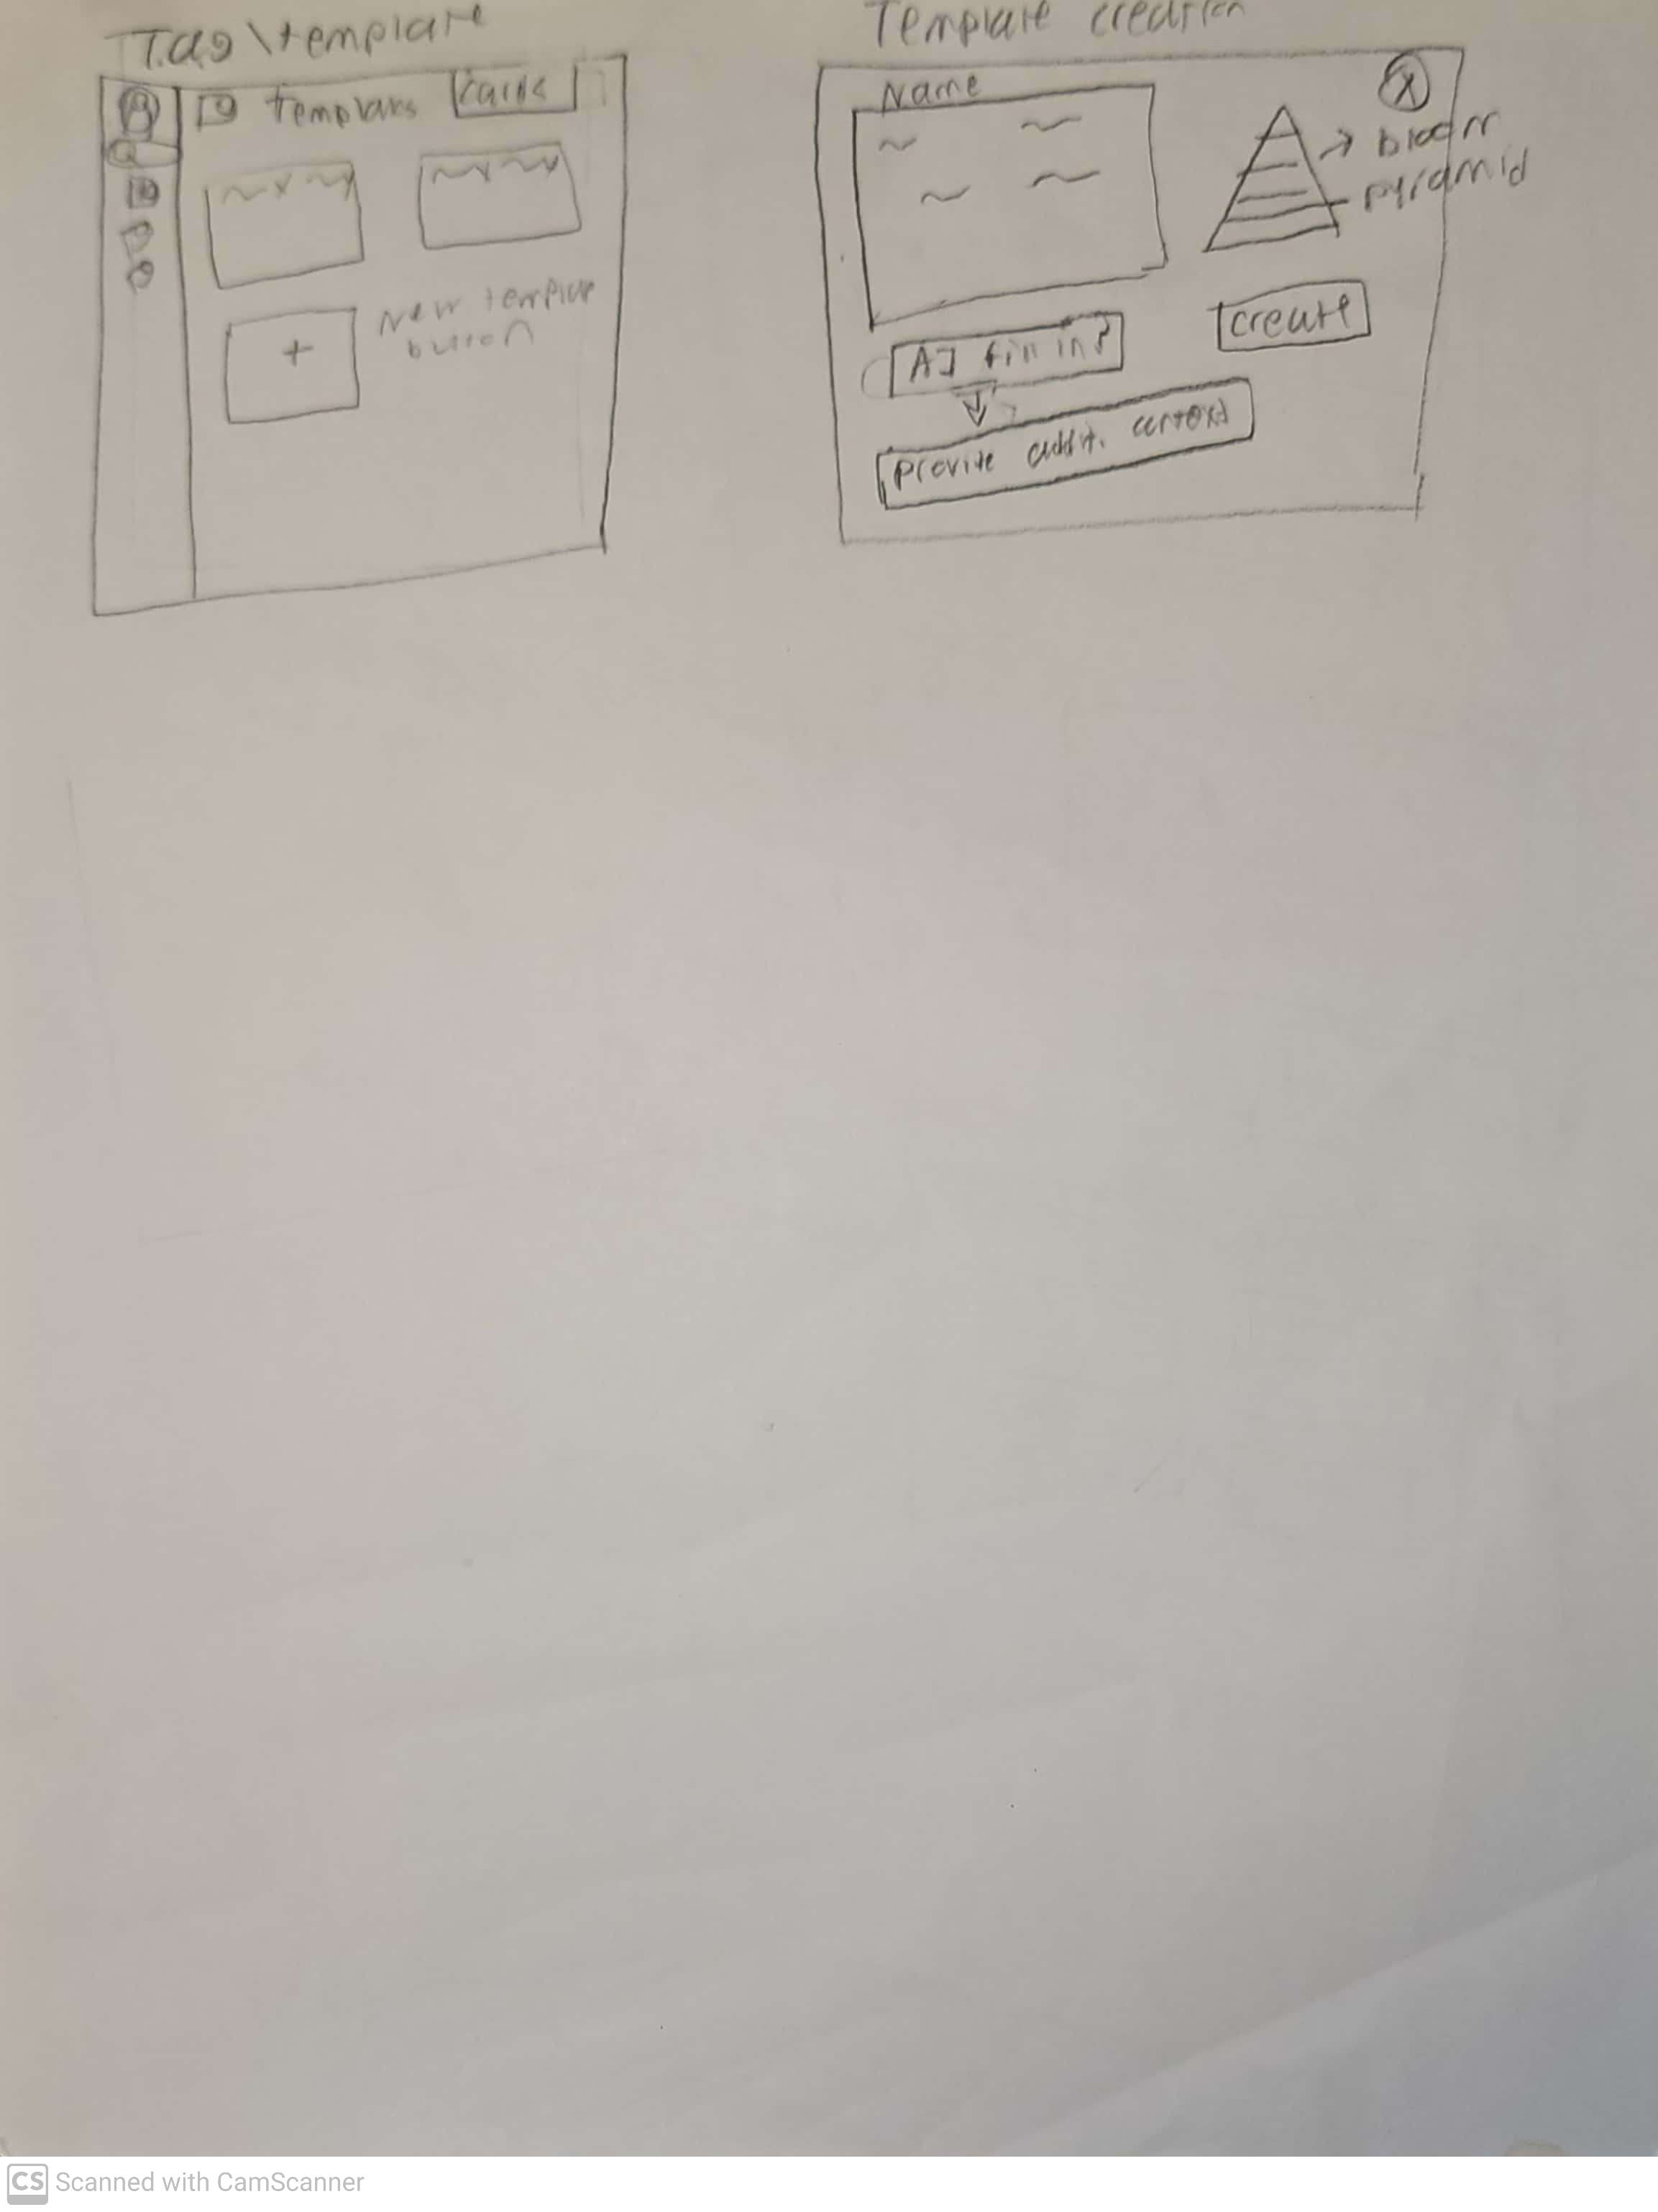 Tag \ template
Templates
Cards
+
New template
button
Template creation
Name
X
bloom
pyramid
AI fill in?
create
Provide addit. context
CS Scanned with CamScanner